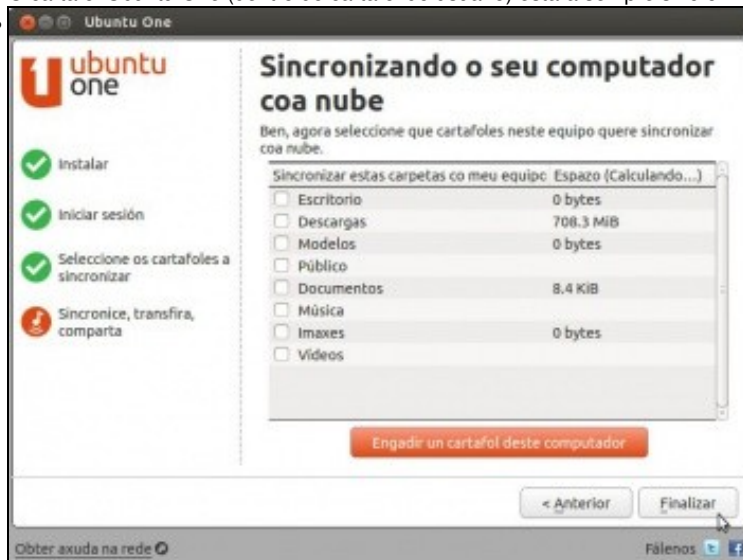 Ubuntu One
ubuntu
one
Instalar
Iniciar sesión
Seleccione os cartafoles a
sincronizar
Sincronice, transfira,
comparta
Sincronizando o seu computador
coa nube
Ben, agora seleccione que cartafoles neste equipo quere sincronizar
coa nube.
Sincronizar estas carpetas co meu equipo Espazo (Calculando...)
Escritorio 0 bytes
Descargas 708.3 MiB
Modelos 0 bytes
Público
Documentos 8.4 KiB
Música
Imaxes 0 bytes
Vídeos
Engadir un cartafol deste computador
< Anterior Finalizar
Obter axuda na rede Fálenos